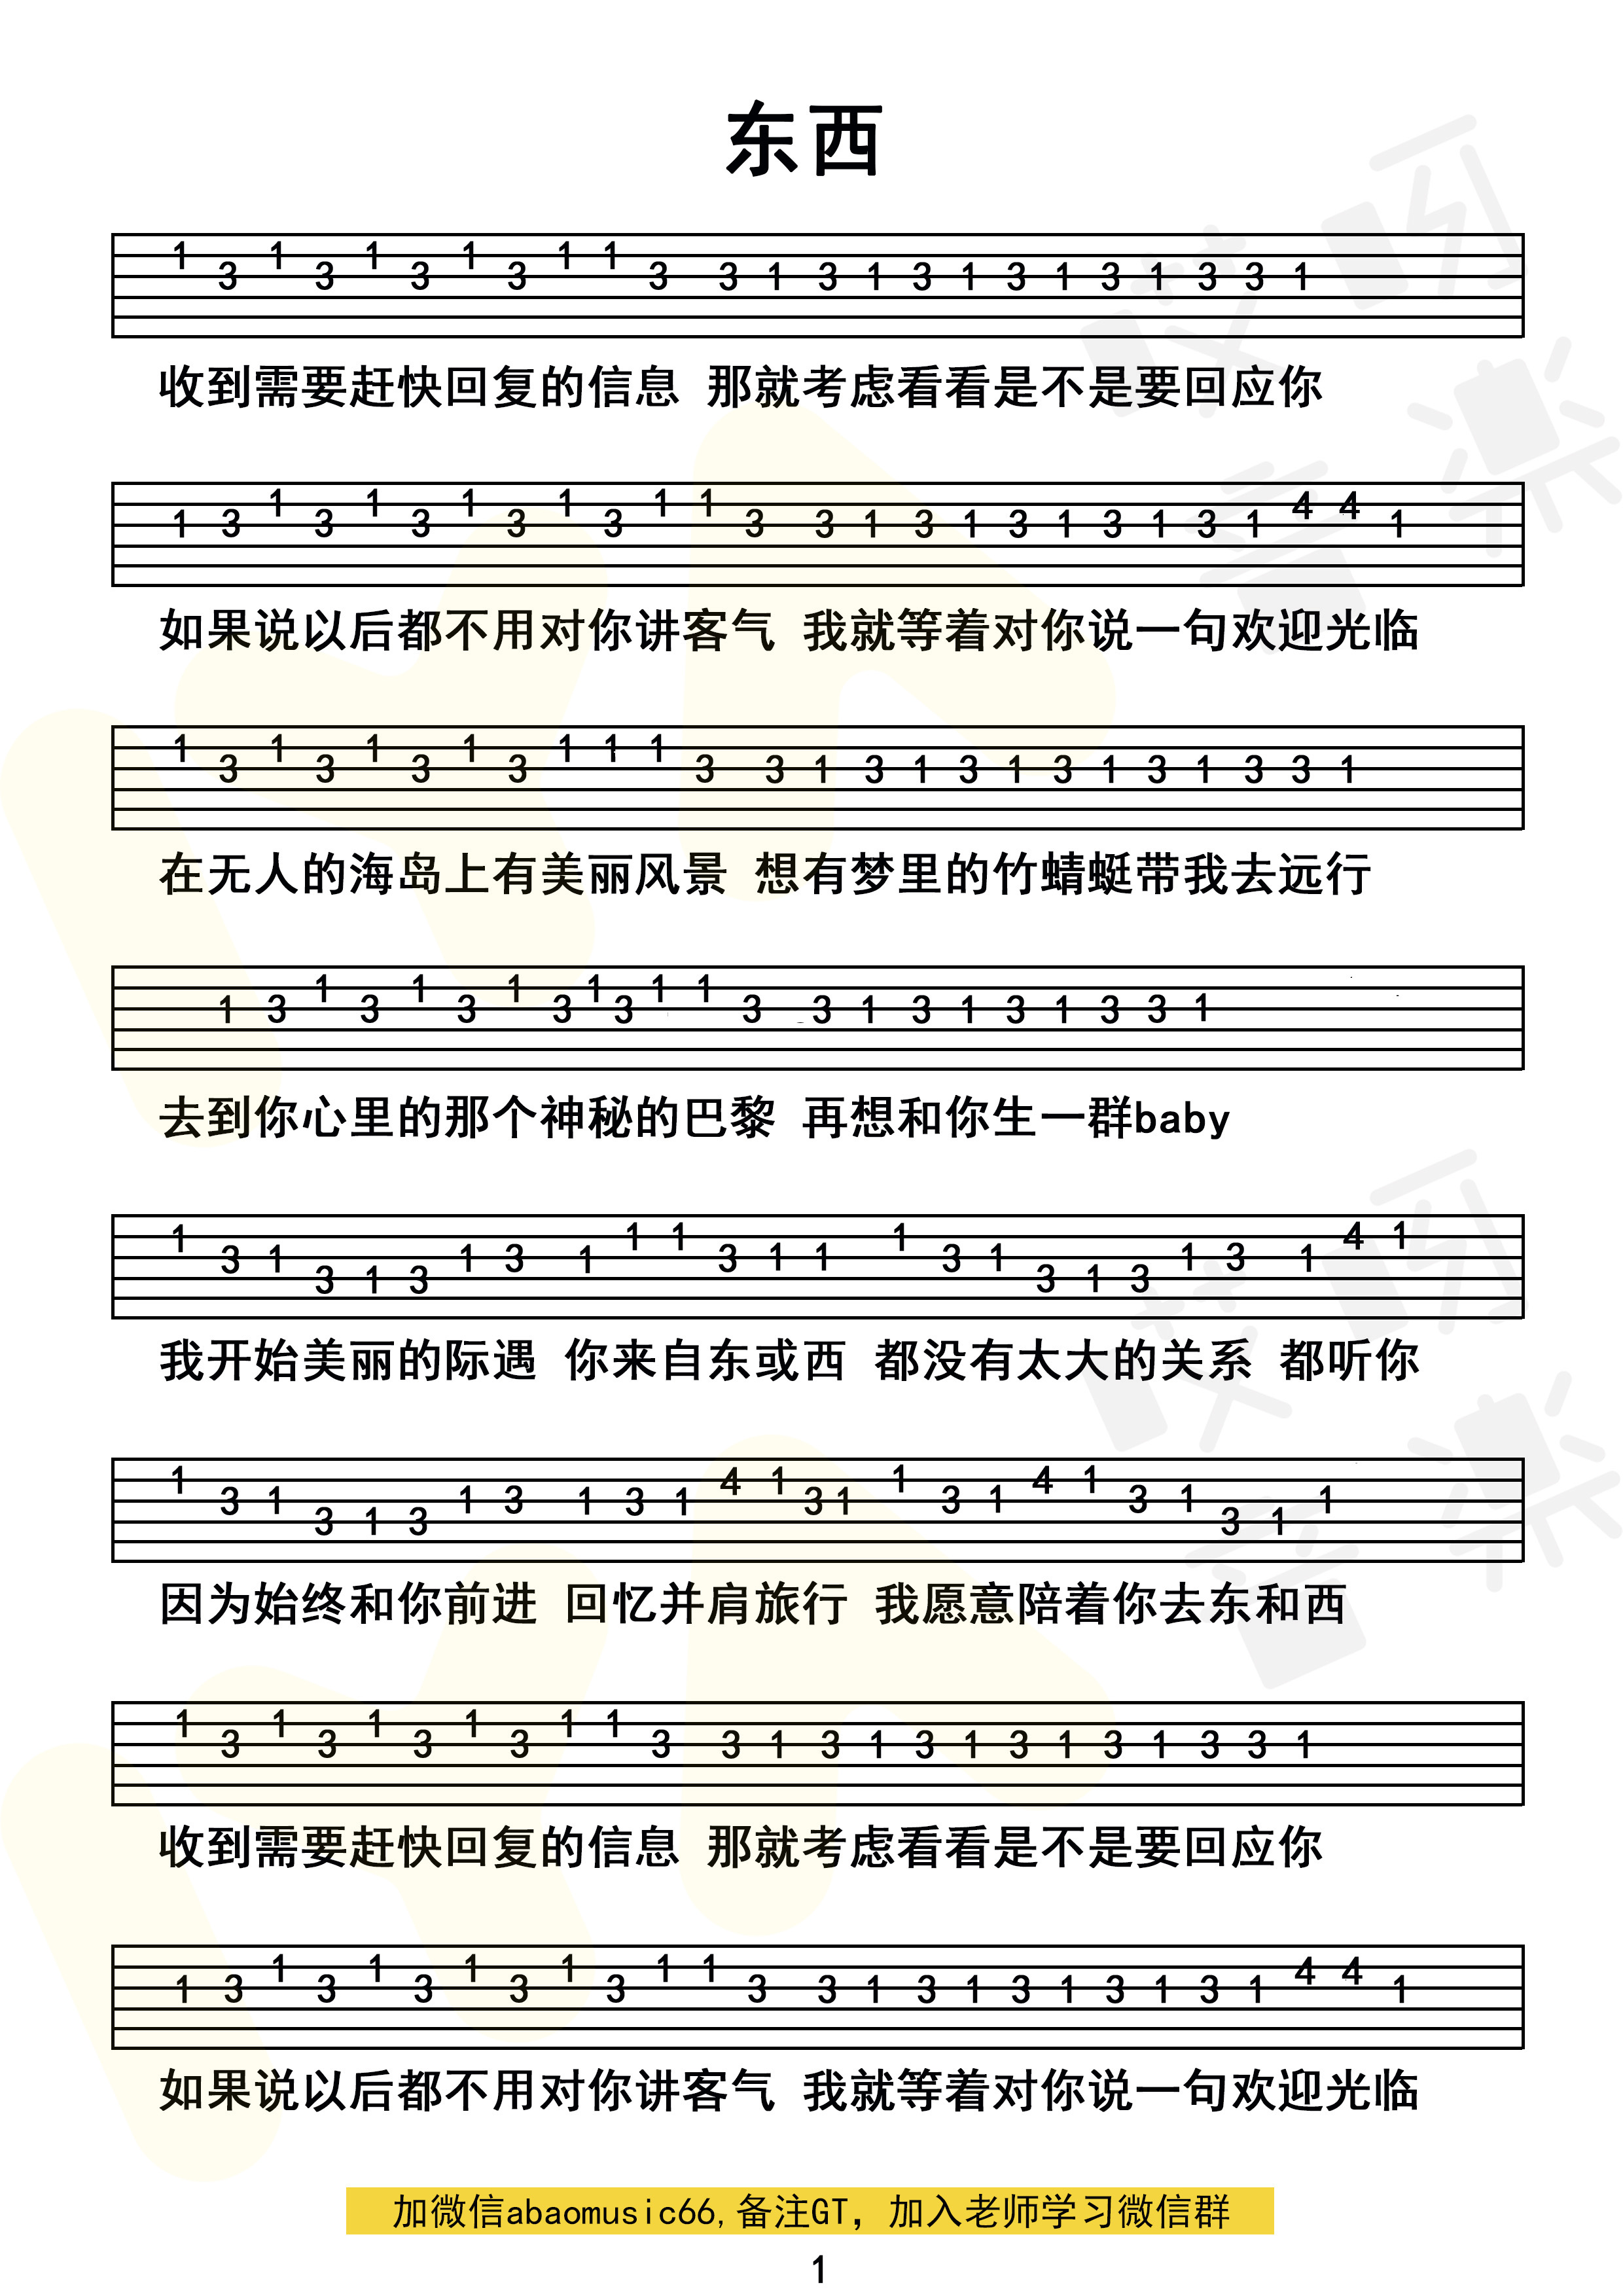 东西
1 3 1 3 1 3 1 3 1 1 3 3 1 3 1 3 1 3 1 3 1 3 3 1
收到需要赶快回复的信息 那就考虑看看是不是要回应你
1 3 1 3 1 3 1 3 1 3 1 1 3 3 1 3 1 3 1 3 1 3 1 4 4 1
如果说以后都不用对你讲客气 我就等着对你说一句欢迎光临
1 3 1 3 1 3 1 3 1 1 1 3 3 1 3 1 3 1 3 1 3 1 3 3 1
在无人的海岛上有美丽风景 想有梦里的竹蜻蜓带我去远行
1 3 1 3 1 3 1 3 1 3 1 1 3 3 1 3 1 3 1 3 3 1
去到你心里的那个神秘的巴黎 再想和你生一群baby
1 3 1 3 1 3 1 3 1 1 1 3 1 1 1 3 1 3 1 3 1 3 1 4 1
我开始美丽的际遇 你来自东或西 都没有太大的关系 都听你
1 3 1 3 1 3 1 3 1 3 1 4 1 3 1 1 3 1 4 1 3 1 3 1 1
因为始终和你前进 回忆并肩旅行 我愿意陪着你去东和西
1 3 1 3 1 3 1 3 1 1 3 3 1 3 1 3 1 3 1 3 1 3 3 1
收到需要赶快回复的信息 那就考虑看看是不是要回应你
1 3 1 3 1 3 1 3 1 3 1 1 3 3 1 3 1 3 1 3 1 3 1 4 4 1
如果说以后都不用对你讲客气 我就等着对你说一句欢迎光临
加微信abaomusic66,备注GT，加入老师学习微信群
1